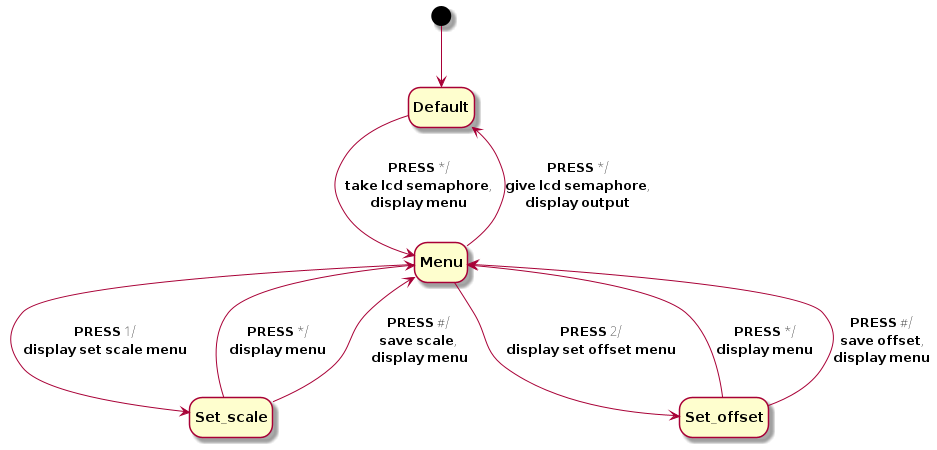 Default
PRESS */
take lcd semaphore,
display menu
PRESS */
give lcd semaphore,
display output
Menu
PRESS 1/
display set scale menu
PRESS */
display menu
PRESS #/
save scale,
display menu
PRESS 2/
display set offset menu
PRESS */
display menu
PRESS #/
save offset,
display menu
Set_scale
Set_offset